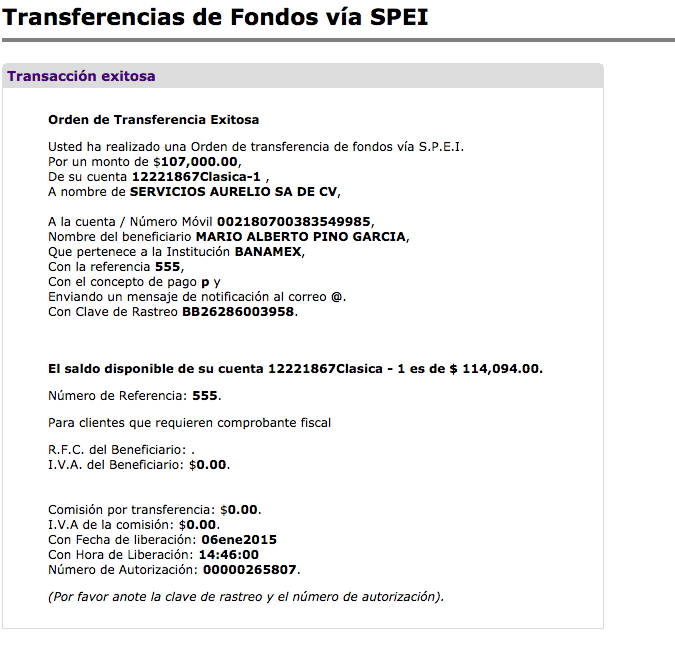 Transferencias de Fondos vía SPEI
Transacción exitosa
Orden de Transferencia Exitosa
Usted ha realizado una Orden de transferencia de fondos vía S.P.E.I.
Por un monto de $107,000.00,
De su cuenta 12221867Clasica-1 ,
A nombre de SERVICIOS AURELIO SA DE CV,
A la cuenta / Número Móvil 002180700383549985,
Nombre del beneficiario MARIO ALBERTO PINO GARCIA,
Que pertenece a la Institución BANAMEX,
Con la referencia 555,
Con el concepto de pago p y
Enviando un mensaje de notificación al correo @.
Con Clave de Rastreo BB26286003958.
El saldo disponible de su cuenta 12221867Clasica - 1 es de $ 114,094.00.
Número de Referencia: 555.
Para clientes que requieren comprobante fiscal
R.F.C. del Beneficiario: .
I.V.A. del Beneficiario: $0.00.
Comisión por transferencia: $0.00.
I.V.A de la comisión: $0.00.
Con Fecha de liberación: 06ene2015
Con Hora de Liberación: 14:46:00
Número de Autorización: 00000265807.
(Por favor anote la clave de rastreo y el número de autorización).